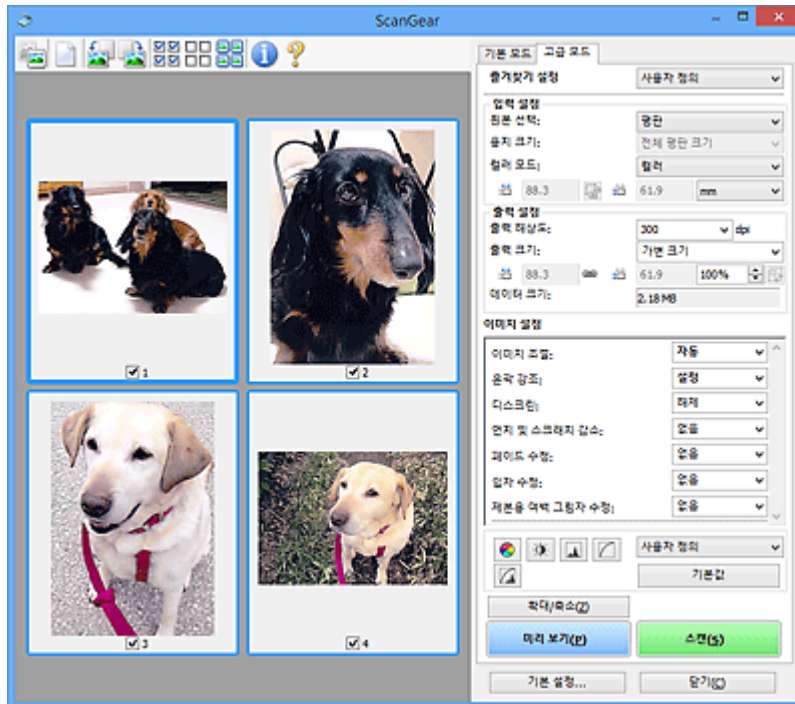 ScanGear
기본 모드 고급 모드
즐겨찾기 설정 사용자 정의
입력 설정
원본 선택: 평판
용지 크기: 전체 평판 크기
컬러 모드: 컬러
88.3 61.9 mm
출력 설정
출력 해상도: 300 dpi
출력 크기: 가변 크기
88.3 61.9 100%
데이터 크기: 2.18 MB
이미지 설정
이미지 조절: 자동
윤곽 강조: 설정
디스크린: 해제
먼지 및 스크래치 감소: 없음
페이드 수정: 없음
입자 수정: 없음
제본용 여백 그림자 수정: 없음
사용자 정의
기본값
확대/축소(Z)
미리 보기(P) 스캔(S)
기본 설정... 닫기(C)
1 2
3 4